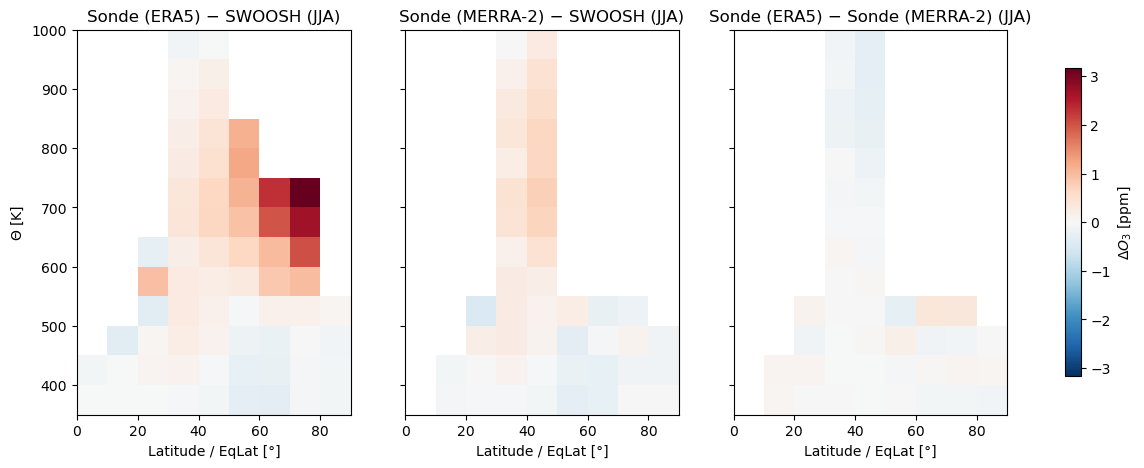 Sonde (ERA5) − SWOOSH (JJA)
Sonde (MERRA-2) − SWOOSH (JJA)
Sonde (ERA5) − Sonde (MERRA-2) (JJA)
1000
900
800
700
600
500
400
Θ [K]
0 20 40 60 80
0 20 40 60 80
0 20 40 60 80
Latitude / EqLat [°]
Latitude / EqLat [°]
Latitude / EqLat [°]
3
2
1
0
−1
−2
−3
ΔO₃ [ppm]